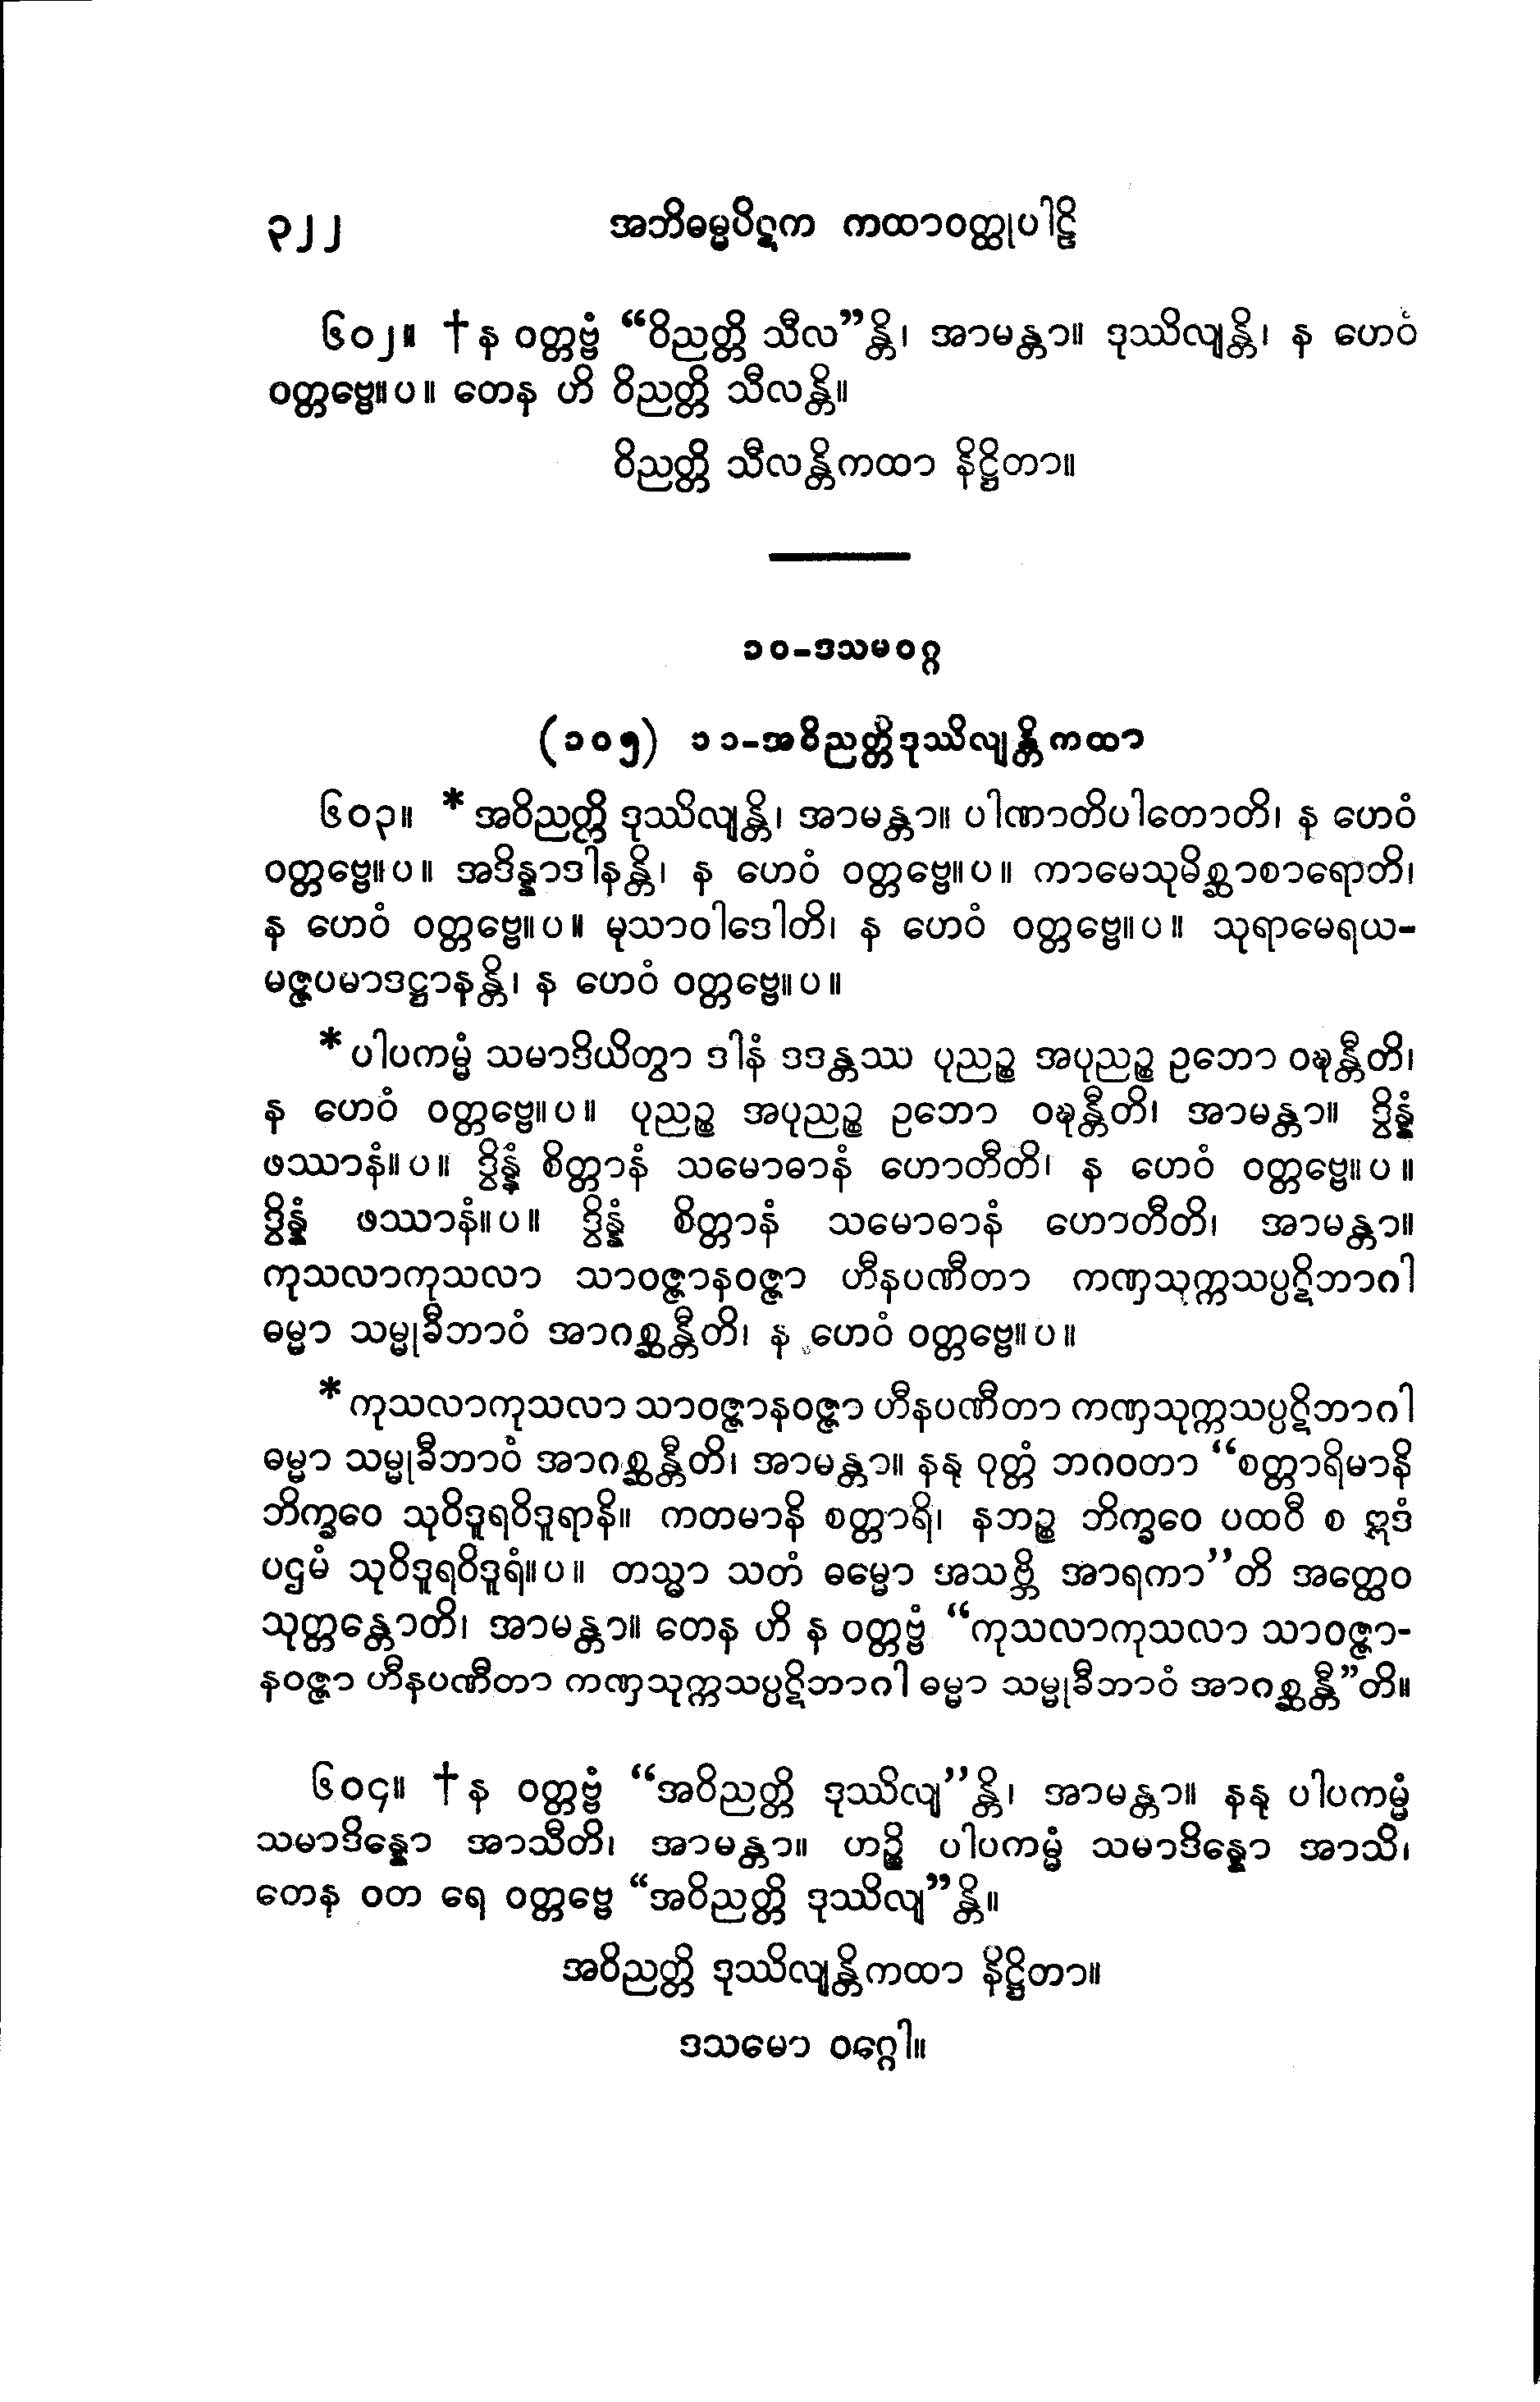 ၃၂၂ အဘိဓမ္မပိဋက ကထာဝတ္ထုပါဠိ
၆၀၂။ †န ဝတ္တဗ္ဗံ “ဝိညတ္တိ သီလ”န္တိ၊ အာမန္တာ။ ဒုဿိလျန္တိ၊ န ဟေဝံ
ဝတ္တဗ္ဗေ။ပ။ တေန ဟိ ဝိညတ္တိ သီလန္တိ။
ဝိညတ္တိ သီလန္တိကထာ နိဋ္ဌိတာ။
၁၀-ဒသမဝဂ္ဂ
(၁၀၅) ၁၁-အဝိညတ္တိဒုဿိလျန္တိကထာ
၆၀၃။ *အဝိညတ္တိ ဒုဿိလျန္တိ၊ အာမန္တာ။ ပါဏာတိပါတောတိ၊ န ဟေဝံ
ဝတ္တဗ္ဗေ။ပ။ အဒိန္နာဒါနန္တိ၊ န ဟေဝံ ဝတ္တဗ္ဗေ။ပ။ ကာမေသုမိစ္ဆာစာရောတိ၊
န ဟေဝံ ဝတ္တဗ္ဗေ။ပ။ မုသာဝါဒေါတိ၊ န ဟေဝံ ဝတ္တဗ္ဗေ။ပ။ သုရာမေရယ-
မဇ္ဇပမာဒဋ္ဌာနန္တိ၊ န ဟေဝံ ဝတ္တဗ္ဗေ။ပ။
*ပါပကမ္မံ သမာဒိယိတွာ ဒါနံ ဒဒန္တဿ ပုညဉ္စ အပုညဉ္စ ဥဘော ဝဍ္ဎန္တီတိ၊
န ဟေဝံ ဝတ္တဗ္ဗေ။ပ။ ပုညဉ္စ အပုညဉ္စ ဥဘော ဝဍ္ဎန္တီတိ၊ အာမန္တာ။ ဒွိန္နံ
ဖဿာနံ။ပ။ ဒွိန္နံ စိတ္တာနံ သမောဓာနံ ဟောတီတိ၊ န ဟေဝံ ဝတ္တဗ္ဗေ။ပ။
ဒွိန္နံ ဖဿာနံ။ပ။ ဒွိန္နံ စိတ္တာနံ သမောဓာနံ ဟောတီတိ၊ အာမန္တာ။
ကုသလာကုသလာ သာဝဇ္ဇာနဝဇ္ဇာ ဟီနပဏီတာ ကဏှသုက္ကသပ္ပဋိဘာဂါ
ဓမ္မာ သမ္မုခီဘာဝံ အာဂစ္ဆန္တီတိ၊ န ဟေဝံ ဝတ္တဗ္ဗေ။ပ။
*ကုသလာကုသလာ သာဝဇ္ဇာနဝဇ္ဇာ ဟီနပဏီတာ ကဏှသုက္ကသပ္ပဋိဘာဂါ
ဓမ္မာ သမ္မုခီဘာဝံ အာဂစ္ဆန္တီတိ၊ အာမန္တာ။ နနု ဝုတ္တံ ဘဂဝတာ “စတ္တာရိမာနိ
ဘိက္ခဝေ သုဝိဒူရဝိဒူရာနိ။ ကတမာနိ စတ္တာရိ၊ နဘဉ္စ ဘိက္ခဝေ ပထဝီ စ ဣဒံ
ပဌမံ သုဝိဒူရဝိဒူရံ။ပ။ တသ္မာ သတံ ဓမ္မော အသဗ္ဘိ အာရကာ”တိ အတ္ထေဝ
သုတ္တန္တောတိ၊ အာမန္တာ။ တေန ဟိ န ဝတ္တဗ္ဗံ “ကုသလာကုသလာ သာဝဇ္ဇာ-
နဝဇ္ဇာ ဟီနပဏီတာ ကဏှသုက္ကသပ္ပဋိဘာဂါ ဓမ္မာ သမ္မုခီဘာဝံ အာဂစ္ဆန္တီ”တိ။
၆၀၄။ †န ဝတ္တဗ္ဗံ “အဝိညတ္တိ ဒုဿိလျ”န္တိ၊ အာမန္တာ။ နနု ပါပကမ္မံ
သမာဒိန္နော အာသီတိ၊ အာမန္တာ။ ဟဉ္စိ ပါပကမ္မံ သမာဒိန္နော အာသိ၊
တေန ဝတ ရေ ဝတ္တဗ္ဗေ “အဝိညတ္တိ ဒုဿိလျ”န္တိ။
အဝိညတ္တိ ဒုဿိလျန္တိကထာ နိဋ္ဌိတာ။
ဒသမော ဝဂ္ဂေါ။